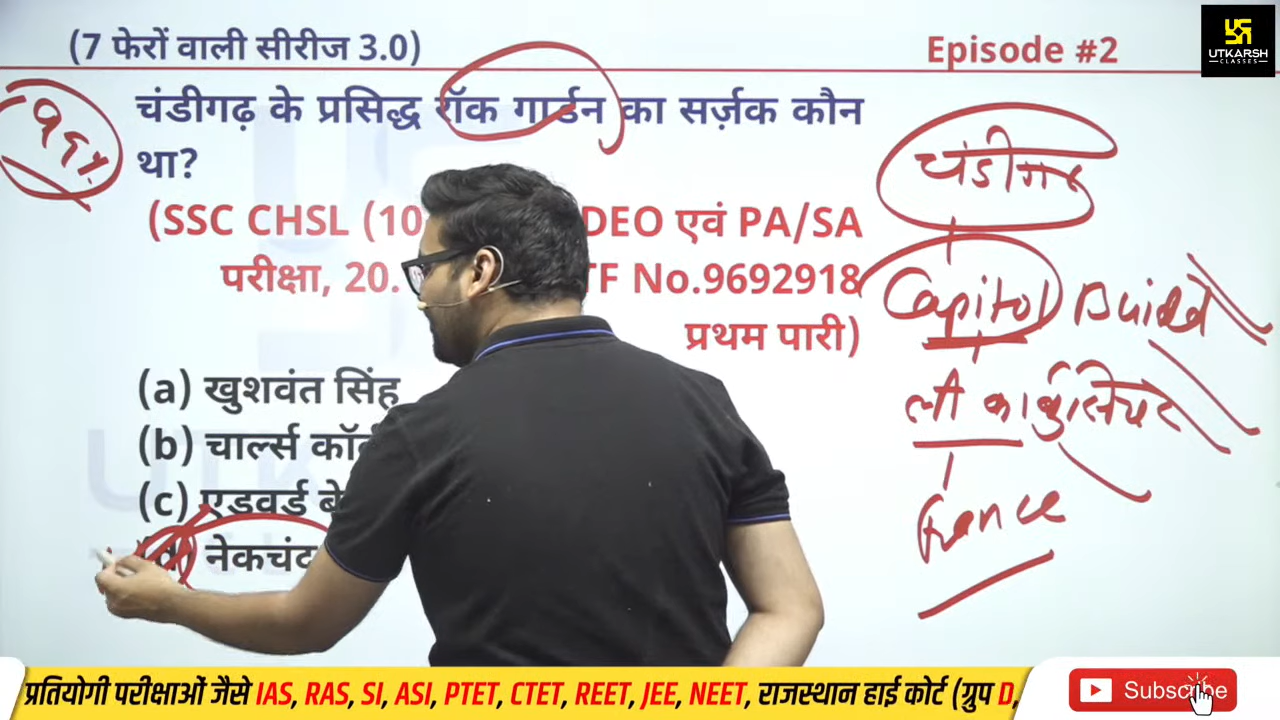 (7 फेरों वाली सीरीज 3.0)
Episode #2
UTKARSH
CLASSES
चंडीगढ़ के प्रसिद्ध रॉक गार्डन का सर्ज़क कौन
था?
(SSC CHSL (10 DEO एवं PA/SA
परीक्षा, 20. TF No.9692918
प्रथम पारी)
(a) खुशवंत सिंह
(b) चार्ल्स
(c) एडवर्ड
(d) नेकचंद
चंडीगढ़
Capitol
ली कार्बुसियर
France
प्रतियोगी परीक्षाओं जैसे IAS, RAS, SI, ASI, PTET, CTET, REET, JEE, NEET, राजस्थान हाई कोर्ट (ग्रुप D,
Subscribe